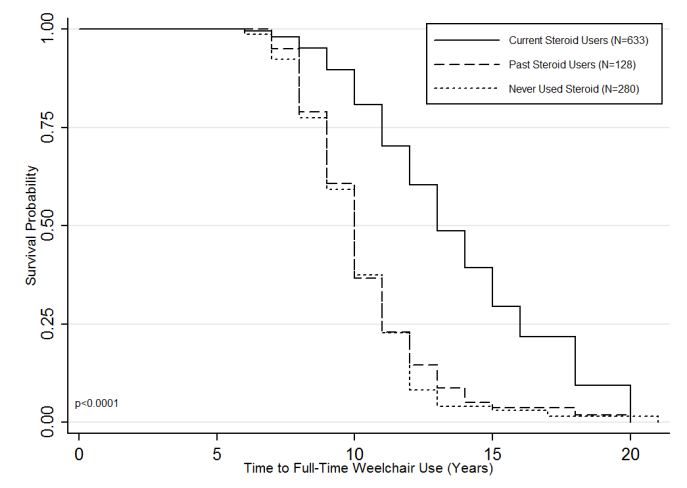 Current Steroid Users (N=633)
Past Steroid Users (N=128)
Never Used Steroid (N=280)
Survival Probability
1.00
0.75
0.50
0.25
0.00
p<0.0001
0 5 10 15 20
Time to Full-Time Weelchair Use (Years)